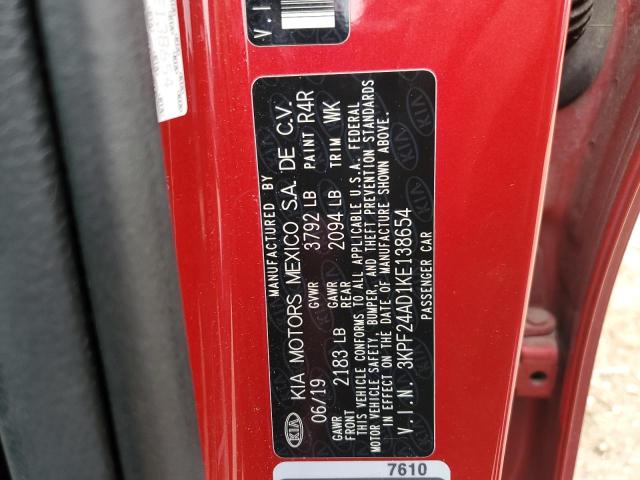 V.I.N
MANUFACTURED BY
KIA KIA MOTORS MEXICO S.A. DE C.V.
06/19 GVWR 3792 LB PAINT R4R
GAWR FRONT 2183 LB GAWR REAR 2094 LB TRIM WK
THIS VEHICLE CONFORMS TO ALL APPLICABLE U.S.A. FEDERAL
MOTOR VEHICLE SAFETY, BUMPER, AND THEFT PREVENTION STANDARDS
IN EFFECT ON THE DATE OF MANUFACTURE SHOWN ABOVE.
V.I.N. 3KPF24AD1KE138654
PASSENGER CAR
7610